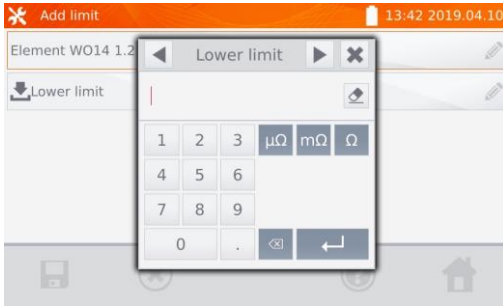 Add limit 13:42 2019.04.10
Element WO14 1.2
Lower limit
Lower limit
1 2 3 µΩ mΩ Ω
4 5 6
7 8 9
0 .